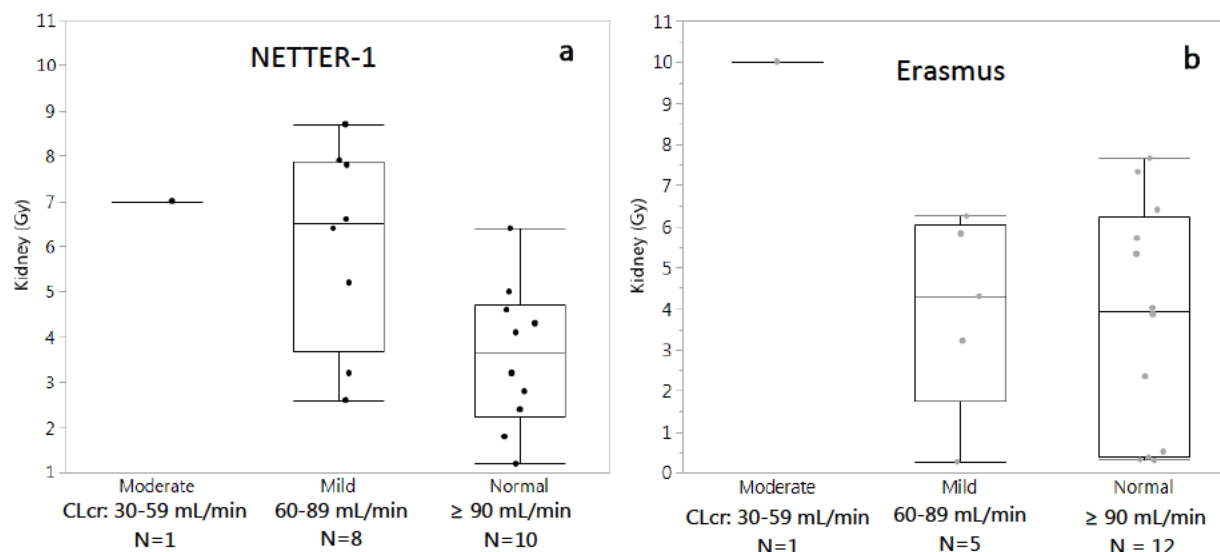 NETTER-1
a
Kidney (Gy)
11
10
9
8
7
6
5
4
3
2
1
Moderate Mild Normal
CLcr: 30-59 mL/min 60-89 mL/min ≥ 90 mL/min
N=1 N=8 N=10
Erasmus
b
Kidney (Gy)
11
10
9
8
7
6
5
4
3
2
1
0
Moderate Mild Normal
CLcr: 30-59 mL/min 60-89 mL/min ≥ 90 mL/min
N=1 N=5 N = 12